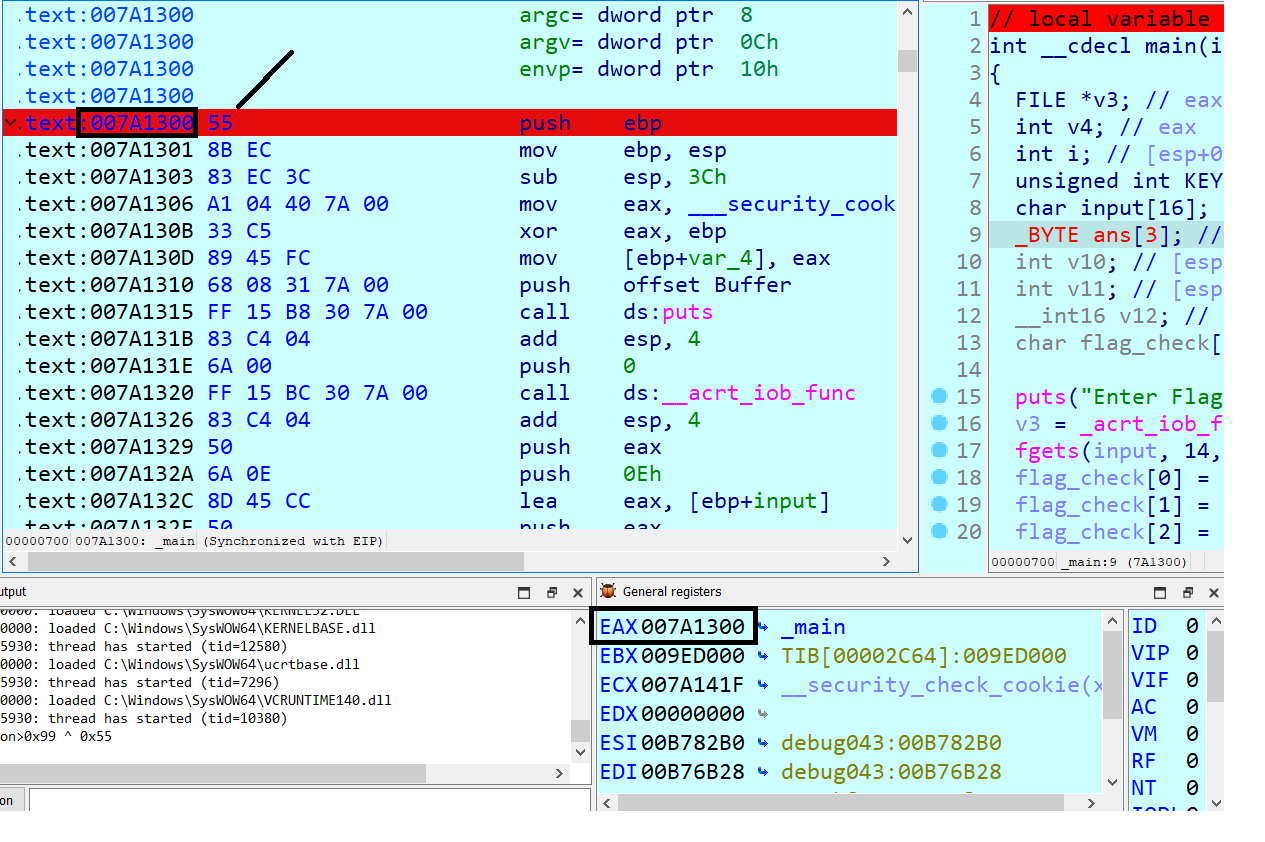 .text:007A1300 argc= dword ptr 8
.text:007A1300 argv= dword ptr 0Ch
.text:007A1300 envp= dword ptr 10h
.text:007A1300
.text:007A1300 55 push ebp
.text:007A1301 8B EC mov ebp, esp
.text:007A1303 83 EC 3C sub esp, 3Ch
.text:007A1306 A1 04 40 7A 00 mov eax, ___security_cook
.text:007A130B 33 C5 xor eax, ebp
.text:007A130D 89 45 FC mov [ebp+var_4], eax
.text:007A1310 68 08 31 7A 00 push offset Buffer
.text:007A1315 FF 15 B8 30 7A 00 call ds:puts
.text:007A131B 83 C4 04 add esp, 4
.text:007A131E 6A 00 push 0
.text:007A1320 FF 15 BC 30 7A 00 call ds:__acrt_iob_func
.text:007A1326 83 C4 04 add esp, 4
.text:007A1329 50 push eax
.text:007A132A 6A 0E push 0Eh
.text:007A132C 8D 45 CC lea eax, [ebp+input]
.text:007A132F 50 push eax
00000700 007A1300: _main (Synchronized with EIP)
1 // local variable
2 int __cdecl main(i
3 {
4 FILE *v3; // eax
5 int v4; // eax
6 int i; // [esp+0
7 unsigned int KEY
8 char input[16];
9 _BYTE ans[3]; //
10 int v10; // [esp
11 int v11; // [esp
12 __int16 v12; //
13 char flag_check[
14
15 puts("Enter Flag
16 v3 = _acrt_iob_f
17 fgets(input, 14,
18 flag_check[0] =
19 flag_check[1] =
20 flag_check[2] =
00000700 _main:9 (7A1300)
utput
0000: loaded C:\Windows\SysWOW64\KERNEL32.DLL
0000: loaded C:\Windows\SysWOW64\KERNELBASE.dll
5930: thread has started (tid=12580)
0000: loaded C:\Windows\SysWOW64\ucrtbase.dll
5930: thread has started (tid=7296)
0000: loaded C:\Windows\SysWOW64\VCRUNTIME140.dll
5930: thread has started (tid=10380)
on>0x99 ^ 0x55
on
General registers
EAX 007A1300 _main
EBX 009ED000 TIB[00002C64]:009ED000
ECX 007A141F __security_check_cookie(x
EDX 00000000
ESI 00B782B0 debug043:00B782B0
EDI 00B76B28 debug043:00B76B28
ID 0
VIP 0
VIF 0
AC 0
VM 0
RF 0
NT 0